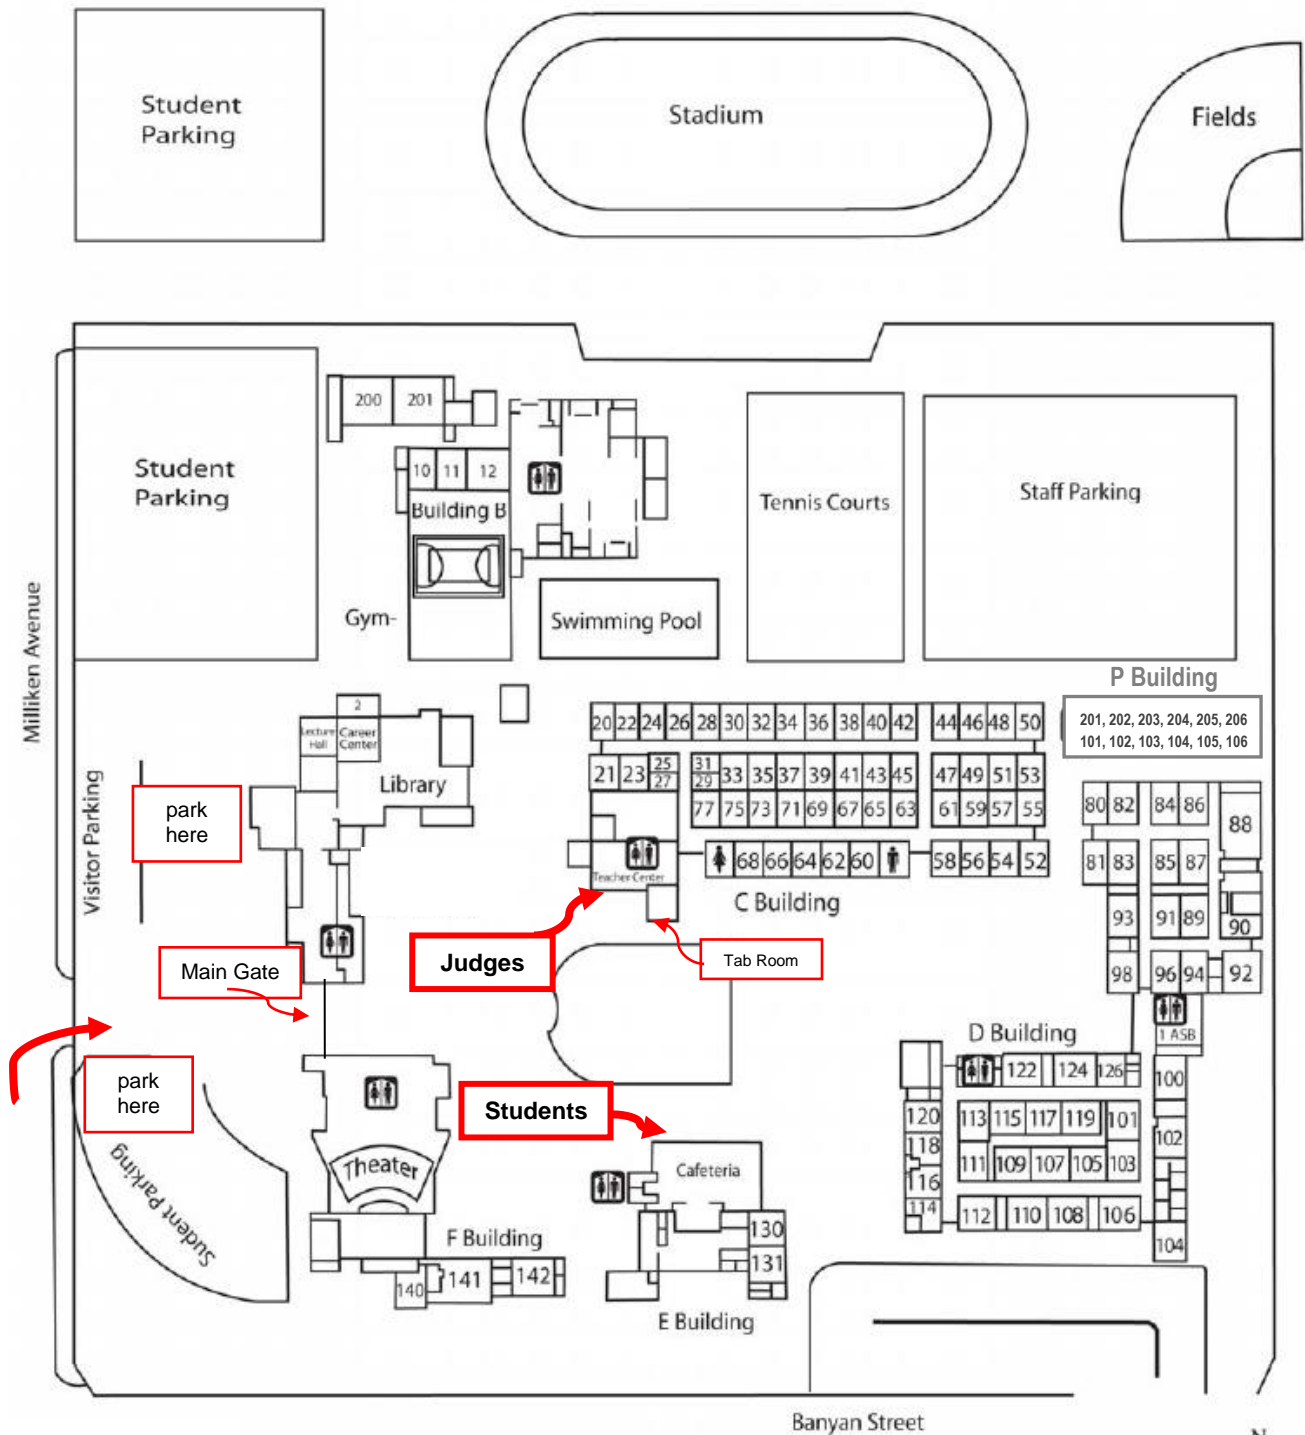 Student
Parking
Stadium
Fields
200 201
10 11 12
Building B
Student
Parking
Tennis Courts
Staff Parking
Gym-
Swimming Pool
Milliken Avenue
P Building
201, 202, 203, 204, 205, 206
101, 102, 103, 104, 105, 106
2
Lecture
Hall
Career
Center
Library
20 22 24 26 28 30 32 34 36 38 40 42 44 46 48 50
21 23 25 27 31 29 33 35 37 39 41 43 45 47 49 51 53
77 75 73 71 69 67 65 63 61 59 57 55
68 66 64 62 60 58 56 54 52
Teacher Center
C Building
80 82 84 86 88
81 83 85 87
93 91 89 90
98 96 94 92
Visitor Parking
park
here
Judges
Tab Room
Main Gate
D Building
1 ASB
122 124 126 100
120 113 115 117 119 101 102
118 111 109 107 105 103
116
114 112 110 108 106 104
park
here
Students
Student Parking
Theater
Cafeteria
F Building
130
131
140 141 142
E Building
Banyan Street
N